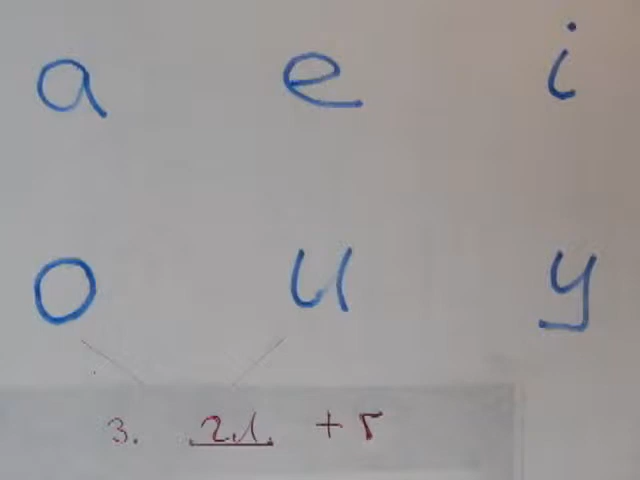 a e i
o u y
3. 2.1. + r